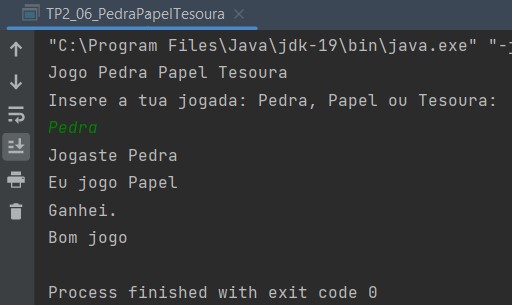 TP2_06_PedraPapelTesoura
"C:\Program Files\Java\jdk-19\bin\java.exe" "-j
Jogo Pedra Papel Tesoura
Insere a tua jogada: Pedra, Papel ou Tesoura:
Pedra
Jogaste Pedra
Eu jogo Papel
Ganhei.
Bom jogo
Process finished with exit code 0